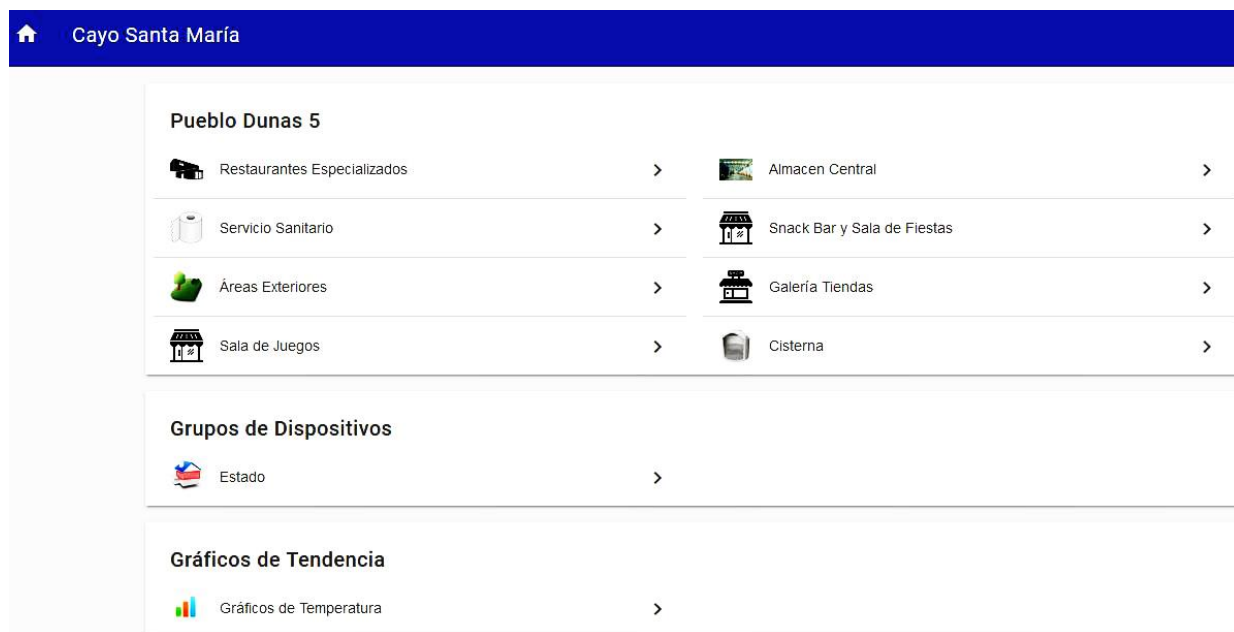 Cayo Santa María
Pueblo Dunas 5
Restaurantes Especializados
Almacen Central
Servicio Sanitario
Snack Bar y Sala de Fiestas
Áreas Exteriores
Galería Tiendas
Sala de Juegos
Cisterna
Grupos de Dispositivos
Estado
Gráficos de Tendencia
Gráficos de Temperatura